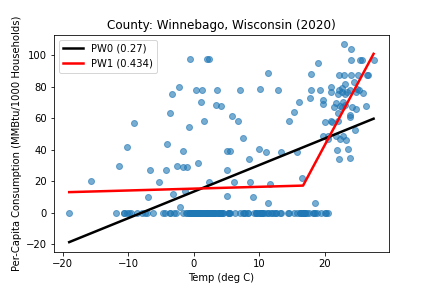 County: Winnebago, Wisconsin (2020)
PW0 (0.27)
PW1 (0.434)
Per-Capita Consumption (MMBtu/1000 Households)
100
80
60
40
20
0
−20
−20 −10 0 10 20
Temp (deg C)